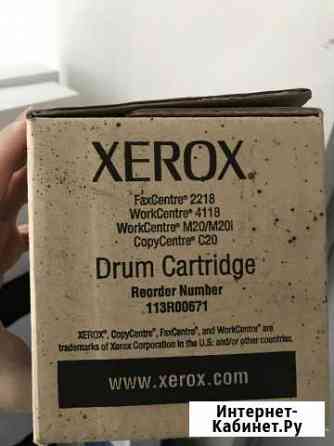 XEROX®
FaxCentre® 2218
WorkCentre® 4118
WorkCentre® M20/M20i
CopyCentre® C20
Drum Cartridge
Reorder Number
113R00671
XEROX®, CopyCentre®, FaxCentre®, and WorkCentre® are
trademarks of Xerox Corporation in the U.S. and/or other countries.
www.xerox.com
Интернет-
Кабинет.Ру